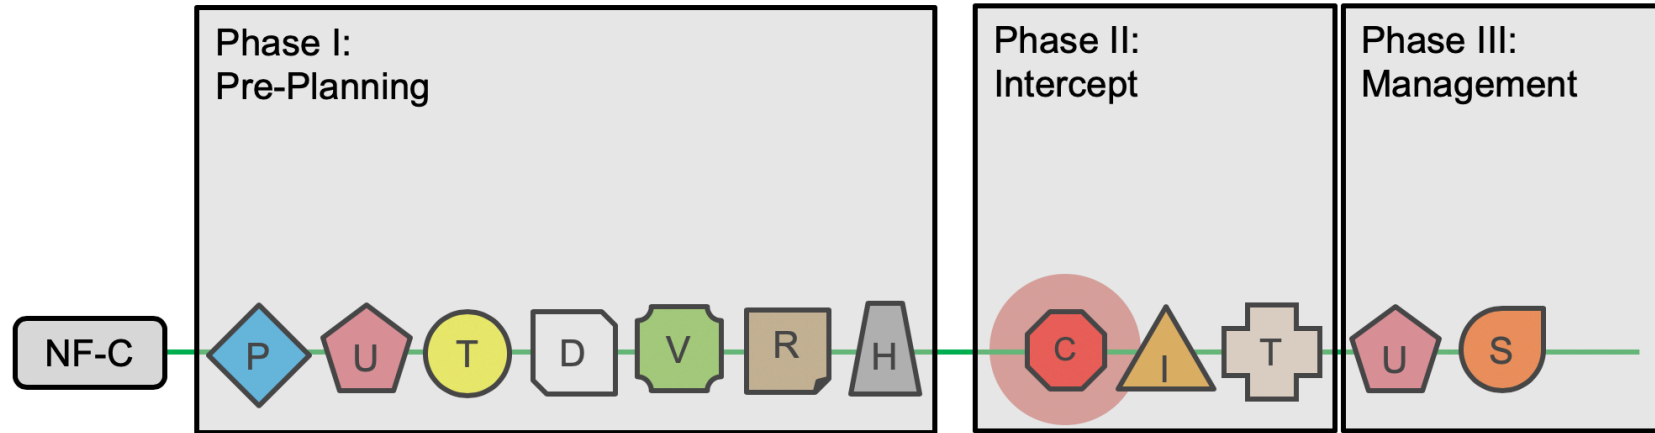 Phase I:
Pre-Planning
Phase II:
Intercept
Phase III:
Management
NF-C
P
U
T
D
V
R
H
C
I
T
U
S